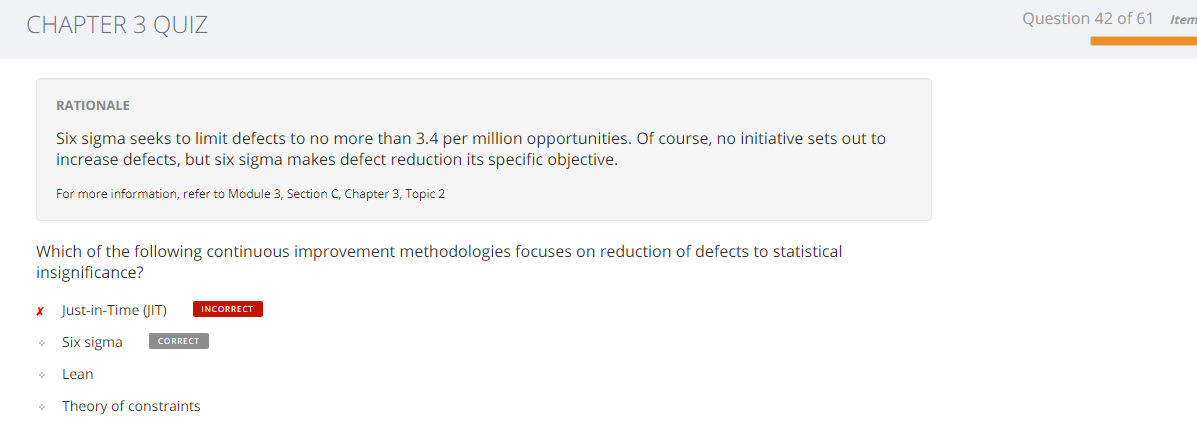 CHAPTER 3 QUIZ
Question 42 of 61 Item
RATIONALE
Six sigma seeks to limit defects to no more than 3.4 per million opportunities. Of course, no initiative sets out to
increase defects, but six sigma makes defect reduction its specific objective.
For more information, refer to Module 3, Section C, Chapter 3, Topic 2
Which of the following continuous improvement methodologies focuses on reduction of defects to statistical
insignificance?
✗ Just-in-Time (JIT) INCORRECT
Six sigma CORRECT
Lean
Theory of constraints